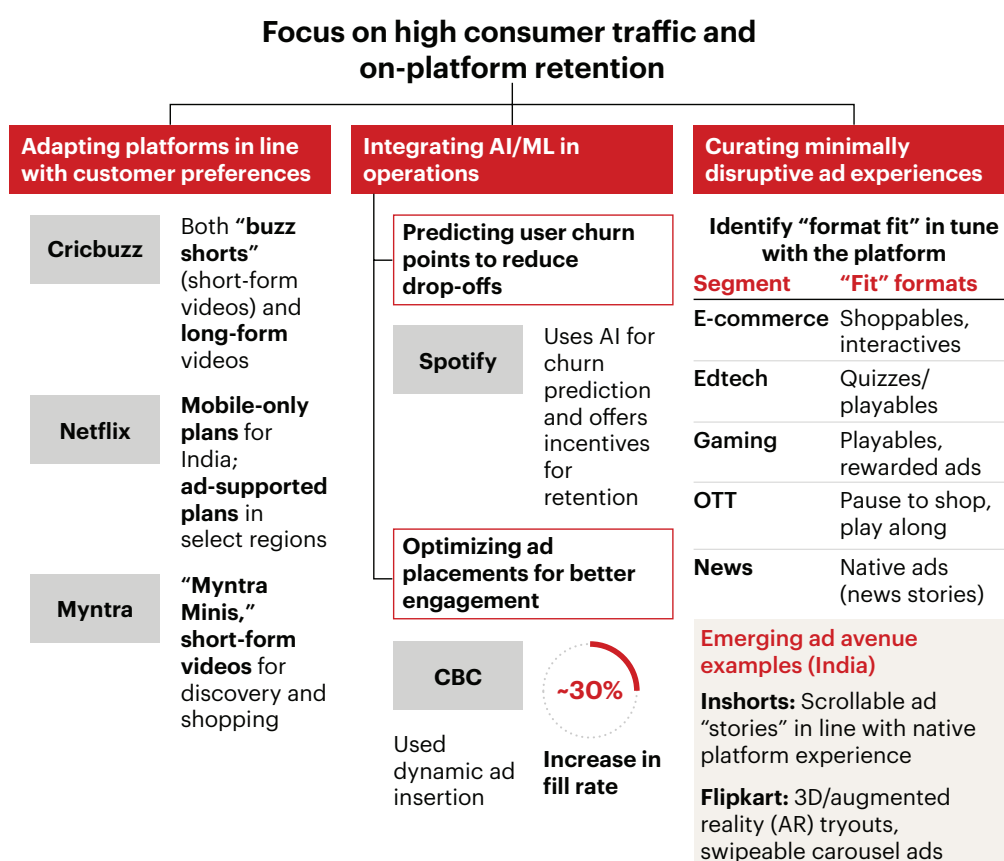 Focus on high consumer traffic and
on-platform retention
Adapting platforms in line
with customer preferences
Cricbuzz
Both “buzz
shorts”
(short-form
videos) and
long-form
videos
Netflix
Mobile-only
plans for
India;
ad-supported
plans in
select regions
Myntra
“Myntra
Minis,”
short-form
videos for
discovery and
shopping
Integrating AI/ML in
operations
Predicting user churn
points to reduce
drop-offs
Spotify
Uses AI for
churn
prediction
and offers
incentives
for
retention
Optimizing ad
placements for better
engagement
CBC
Used
dynamic ad
insertion
~30%
Increase in
fill rate
Curating minimally
disruptive ad experiences
Identify “format fit” in tune
with the platform
Segment “Fit” formats
E-commerce Shoppables,
interactives
Edtech Quizzes/
playables
Gaming Playables,
rewarded ads
OTT Pause to shop,
play along
News Native ads
(news stories)
Emerging ad avenue
examples (India)
Inshorts: Scrollable ad
“stories” in line with native
platform experience
Flipkart: 3D/augmented
reality (AR) tryouts,
swipeable carousel ads